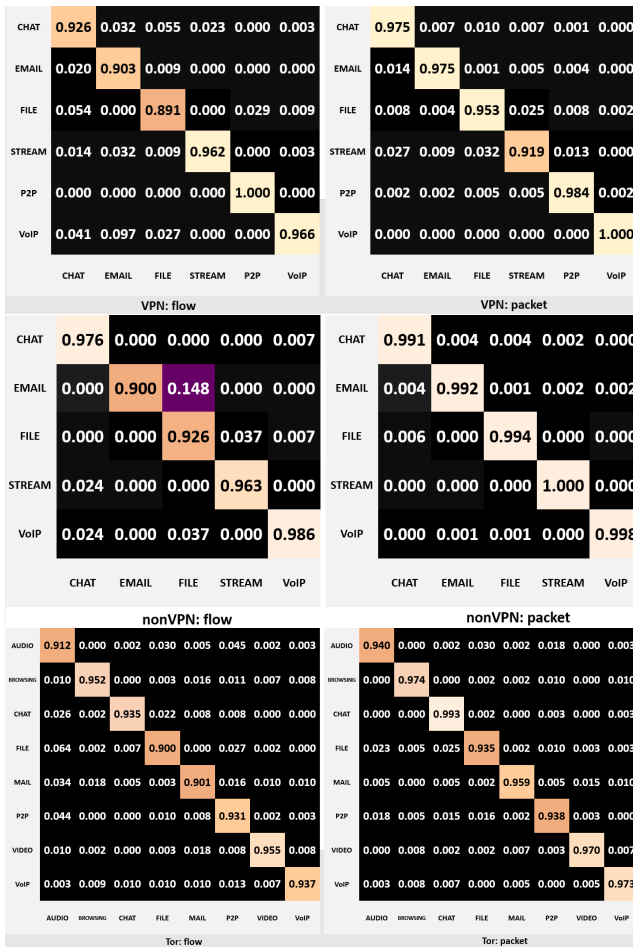 CHAT 0.926 0.032 0.055 0.023 0.000 0.003
EMAIL 0.020 0.903 0.009 0.000 0.000 0.000
FILE 0.054 0.000 0.891 0.000 0.029 0.009
STREAM 0.014 0.032 0.009 0.962 0.000 0.003
P2P 0.000 0.000 0.000 0.000 1.000 0.000
VoIP 0.041 0.097 0.027 0.000 0.000 0.966
CHAT EMAIL FILE STREAM P2P VoIP
VPN: flow
CHAT 0.975 0.007 0.010 0.007 0.001 0.000
EMAIL 0.014 0.975 0.001 0.005 0.004 0.000
FILE 0.008 0.004 0.953 0.025 0.008 0.002
STREAM 0.027 0.009 0.032 0.919 0.013 0.000
P2P 0.002 0.002 0.005 0.005 0.984 0.002
VoIP 0.000 0.000 0.000 0.000 0.000 1.000
CHAT EMAIL FILE STREAM P2P VoIP
VPN: packet
CHAT 0.976 0.000 0.000 0.000 0.007
EMAIL 0.000 0.900 0.148 0.000 0.000
FILE 0.000 0.000 0.926 0.037 0.007
STREAM 0.024 0.000 0.000 0.963 0.000
VoIP 0.024 0.000 0.037 0.000 0.986
CHAT EMAIL FILE STREAM VoIP
nonVPN: flow
CHAT 0.991 0.004 0.004 0.002 0.000
EMAIL 0.004 0.992 0.001 0.002 0.002
FILE 0.006 0.000 0.994 0.000 0.000
STREAM 0.000 0.000 0.000 1.000 0.000
VoIP 0.000 0.001 0.001 0.000 0.998
CHAT EMAIL FILE STREAM VoIP
nonVPN: packet
AUDIO 0.912 0.000 0.002 0.030 0.005 0.045 0.002 0.003
BROWSING 0.010 0.952 0.000 0.003 0.016 0.011 0.007 0.008
CHAT 0.026 0.002 0.935 0.022 0.008 0.008 0.000 0.000
FILE 0.064 0.002 0.007 0.900 0.000 0.027 0.002 0.000
MAIL 0.034 0.018 0.005 0.003 0.901 0.016 0.010 0.010
P2P 0.044 0.000 0.000 0.010 0.008 0.931 0.002 0.003
VIDEO 0.010 0.002 0.000 0.003 0.018 0.008 0.955 0.008
VoIP 0.003 0.009 0.010 0.010 0.010 0.013 0.007 0.937
AUDIO BROWSING CHAT FILE MAIL P2P VIDEO VoIP
Tor: flow
AUDIO 0.940 0.000 0.002 0.030 0.002 0.018 0.000 0.003
BROWSING 0.000 0.974 0.000 0.002 0.002 0.010 0.000 0.010
CHAT 0.000 0.000 0.993 0.002 0.000 0.003 0.000 0.003
FILE 0.023 0.005 0.025 0.935 0.002 0.010 0.003 0.003
MAIL 0.005 0.000 0.005 0.002 0.959 0.005 0.015 0.010
P2P 0.018 0.005 0.015 0.016 0.002 0.938 0.003 0.000
VIDEO 0.000 0.008 0.002 0.002 0.007 0.003 0.970 0.007
VoIP 0.003 0.008 0.007 0.007 0.005 0.000 0.005 0.973
AUDIO BROWSING CHAT FILE MAIL P2P VIDEO VoIP
Tor: packet